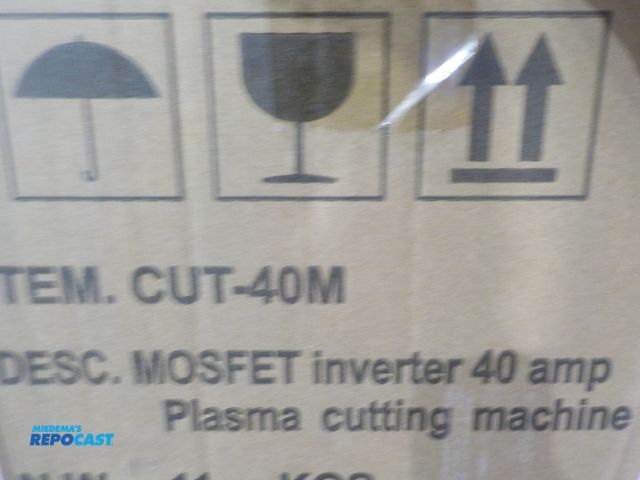 TEM. CUT-40M
DESC. MOSFET inverter 40 amp
Plasma cutting machine
MIEDEMA'S
REPOCAST